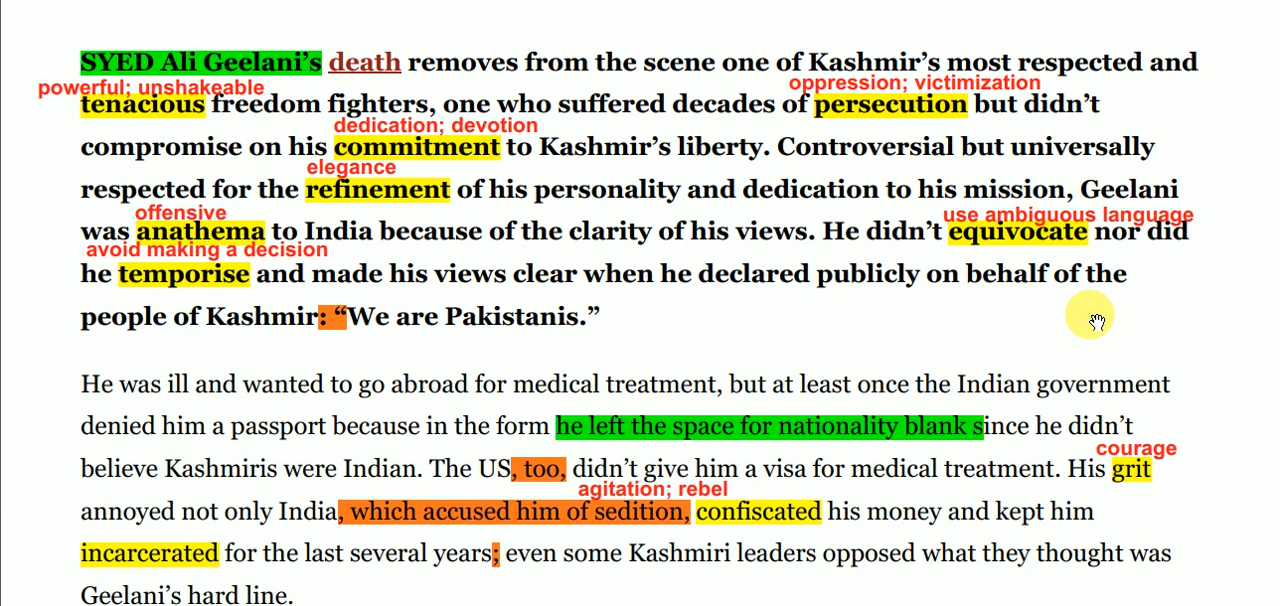 SYED Ali Geelani’s death removes from the scene one of Kashmir’s most respected and
powerful; unshakeable
oppression; victimization
tenacious freedom fighters, one who suffered decades of persecution but didn’t
dedication; devotion
compromise on his commitment to Kashmir’s liberty. Controversial but universally
elegance
respected for the refinement of his personality and dedication to his mission, Geelani
offensive
use ambiguous language
was anathema to India because of the clarity of his views. He didn’t equivocate nor did
avoid making a decision
he temporise and made his views clear when he declared publicly on behalf of the
people of Kashmir: “We are Pakistanis.”
He was ill and wanted to go abroad for medical treatment, but at least once the Indian government
denied him a passport because in the form he left the space for nationality blank since he didn’t
believe Kashmiris were Indian. The US, too, didn’t give him a visa for medical treatment. His grit
courage
agitation; rebel
annoyed not only India, which accused him of sedition, confiscated his money and kept him
incarcerated for the last several years; even some Kashmiri leaders opposed what they thought was
Geelani’s hard line.